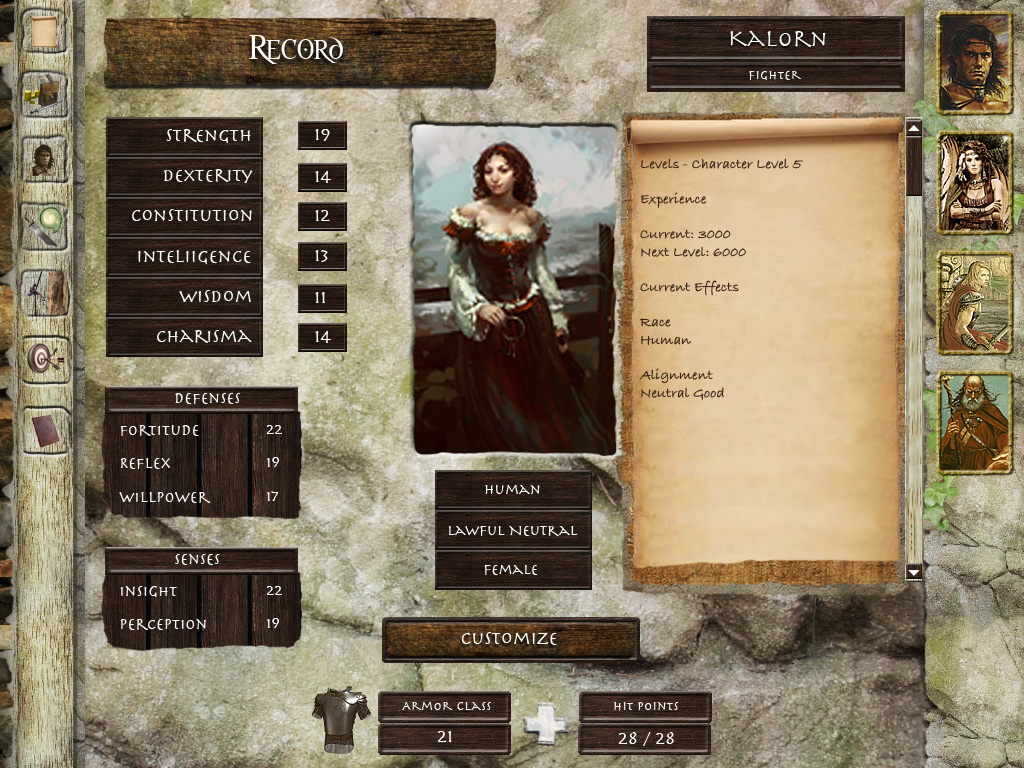 Record
Kalorn
Fighter
Strength 19
Dexterity 14
Constitution 12
Inteliigence 13
Wisdom 11
Charisma 14
Defenses
Fortitude 22
Reflex 19
Willpower 17
Senses
Insight 22
Perception 19
Human
Lawful Neutral
Female
Customize
Armor Class
21
Hit Points
28 / 28
Levels - Character Level 5
Experience
Current: 3000
Next Level: 6000
Current Effects
Race
Human
Alignment
Neutral Good